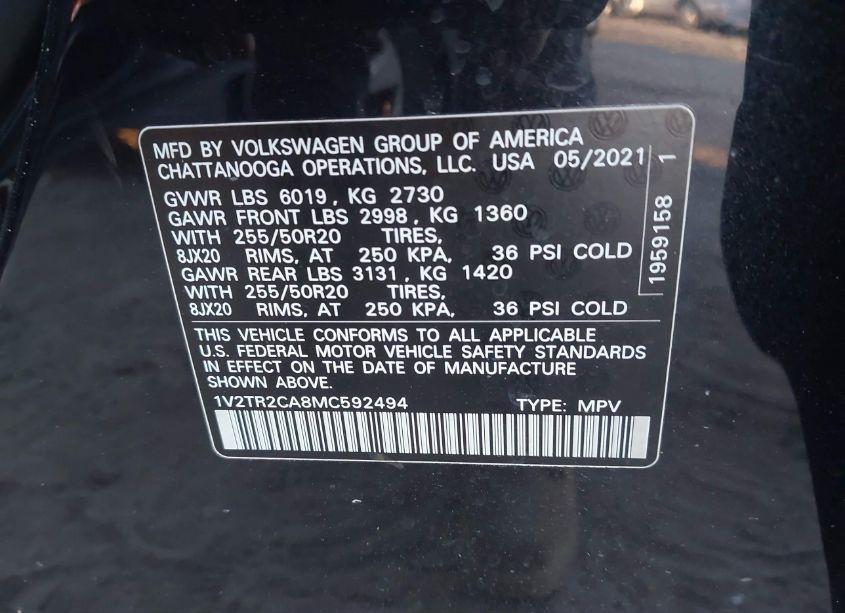 MFD BY VOLKSWAGEN GROUP OF AMERICA
CHATTANOOGA OPERATIONS, LLC. USA 05/2021
GVWR LBS 6019, KG 2730
GAWR FRONT LBS 2998, KG 1360
WITH 255/50R20 TIRES,
8JX20 RIMS, AT 250 KPA, 36 PSI COLD
GAWR REAR LBS 3131, KG 1420
WITH 255/50R20 TIRES,
8JX20 RIMS, AT 250 KPA, 36 PSI COLD
THIS VEHICLE CONFORMS TO ALL APPLICABLE
U.S. FEDERAL MOTOR VEHICLE SAFETY STANDARDS
IN EFFECT ON THE DATE OF MANUFACTURE
SHOWN ABOVE.
1V2TR2CA8MC592494 TYPE: MPV
1959158 1